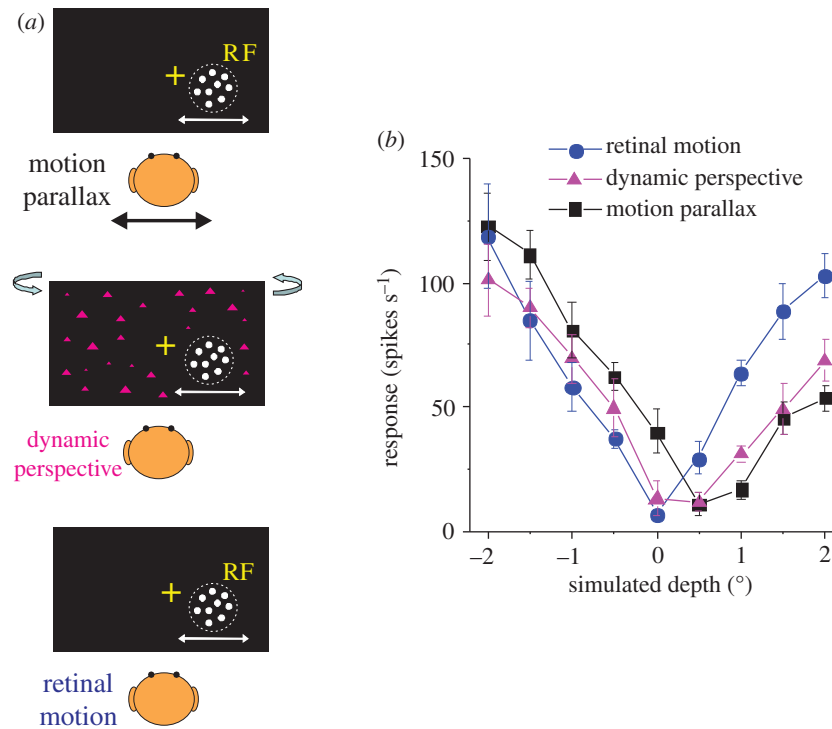 (a)
RF
motion
parallax
dynamic
perspective
RF
retinal
motion
(b)
retinal motion
dynamic perspective
motion parallax
150
100
50
0
response (spikes s−1)
−2
−1
0
1
2
simulated depth (°)